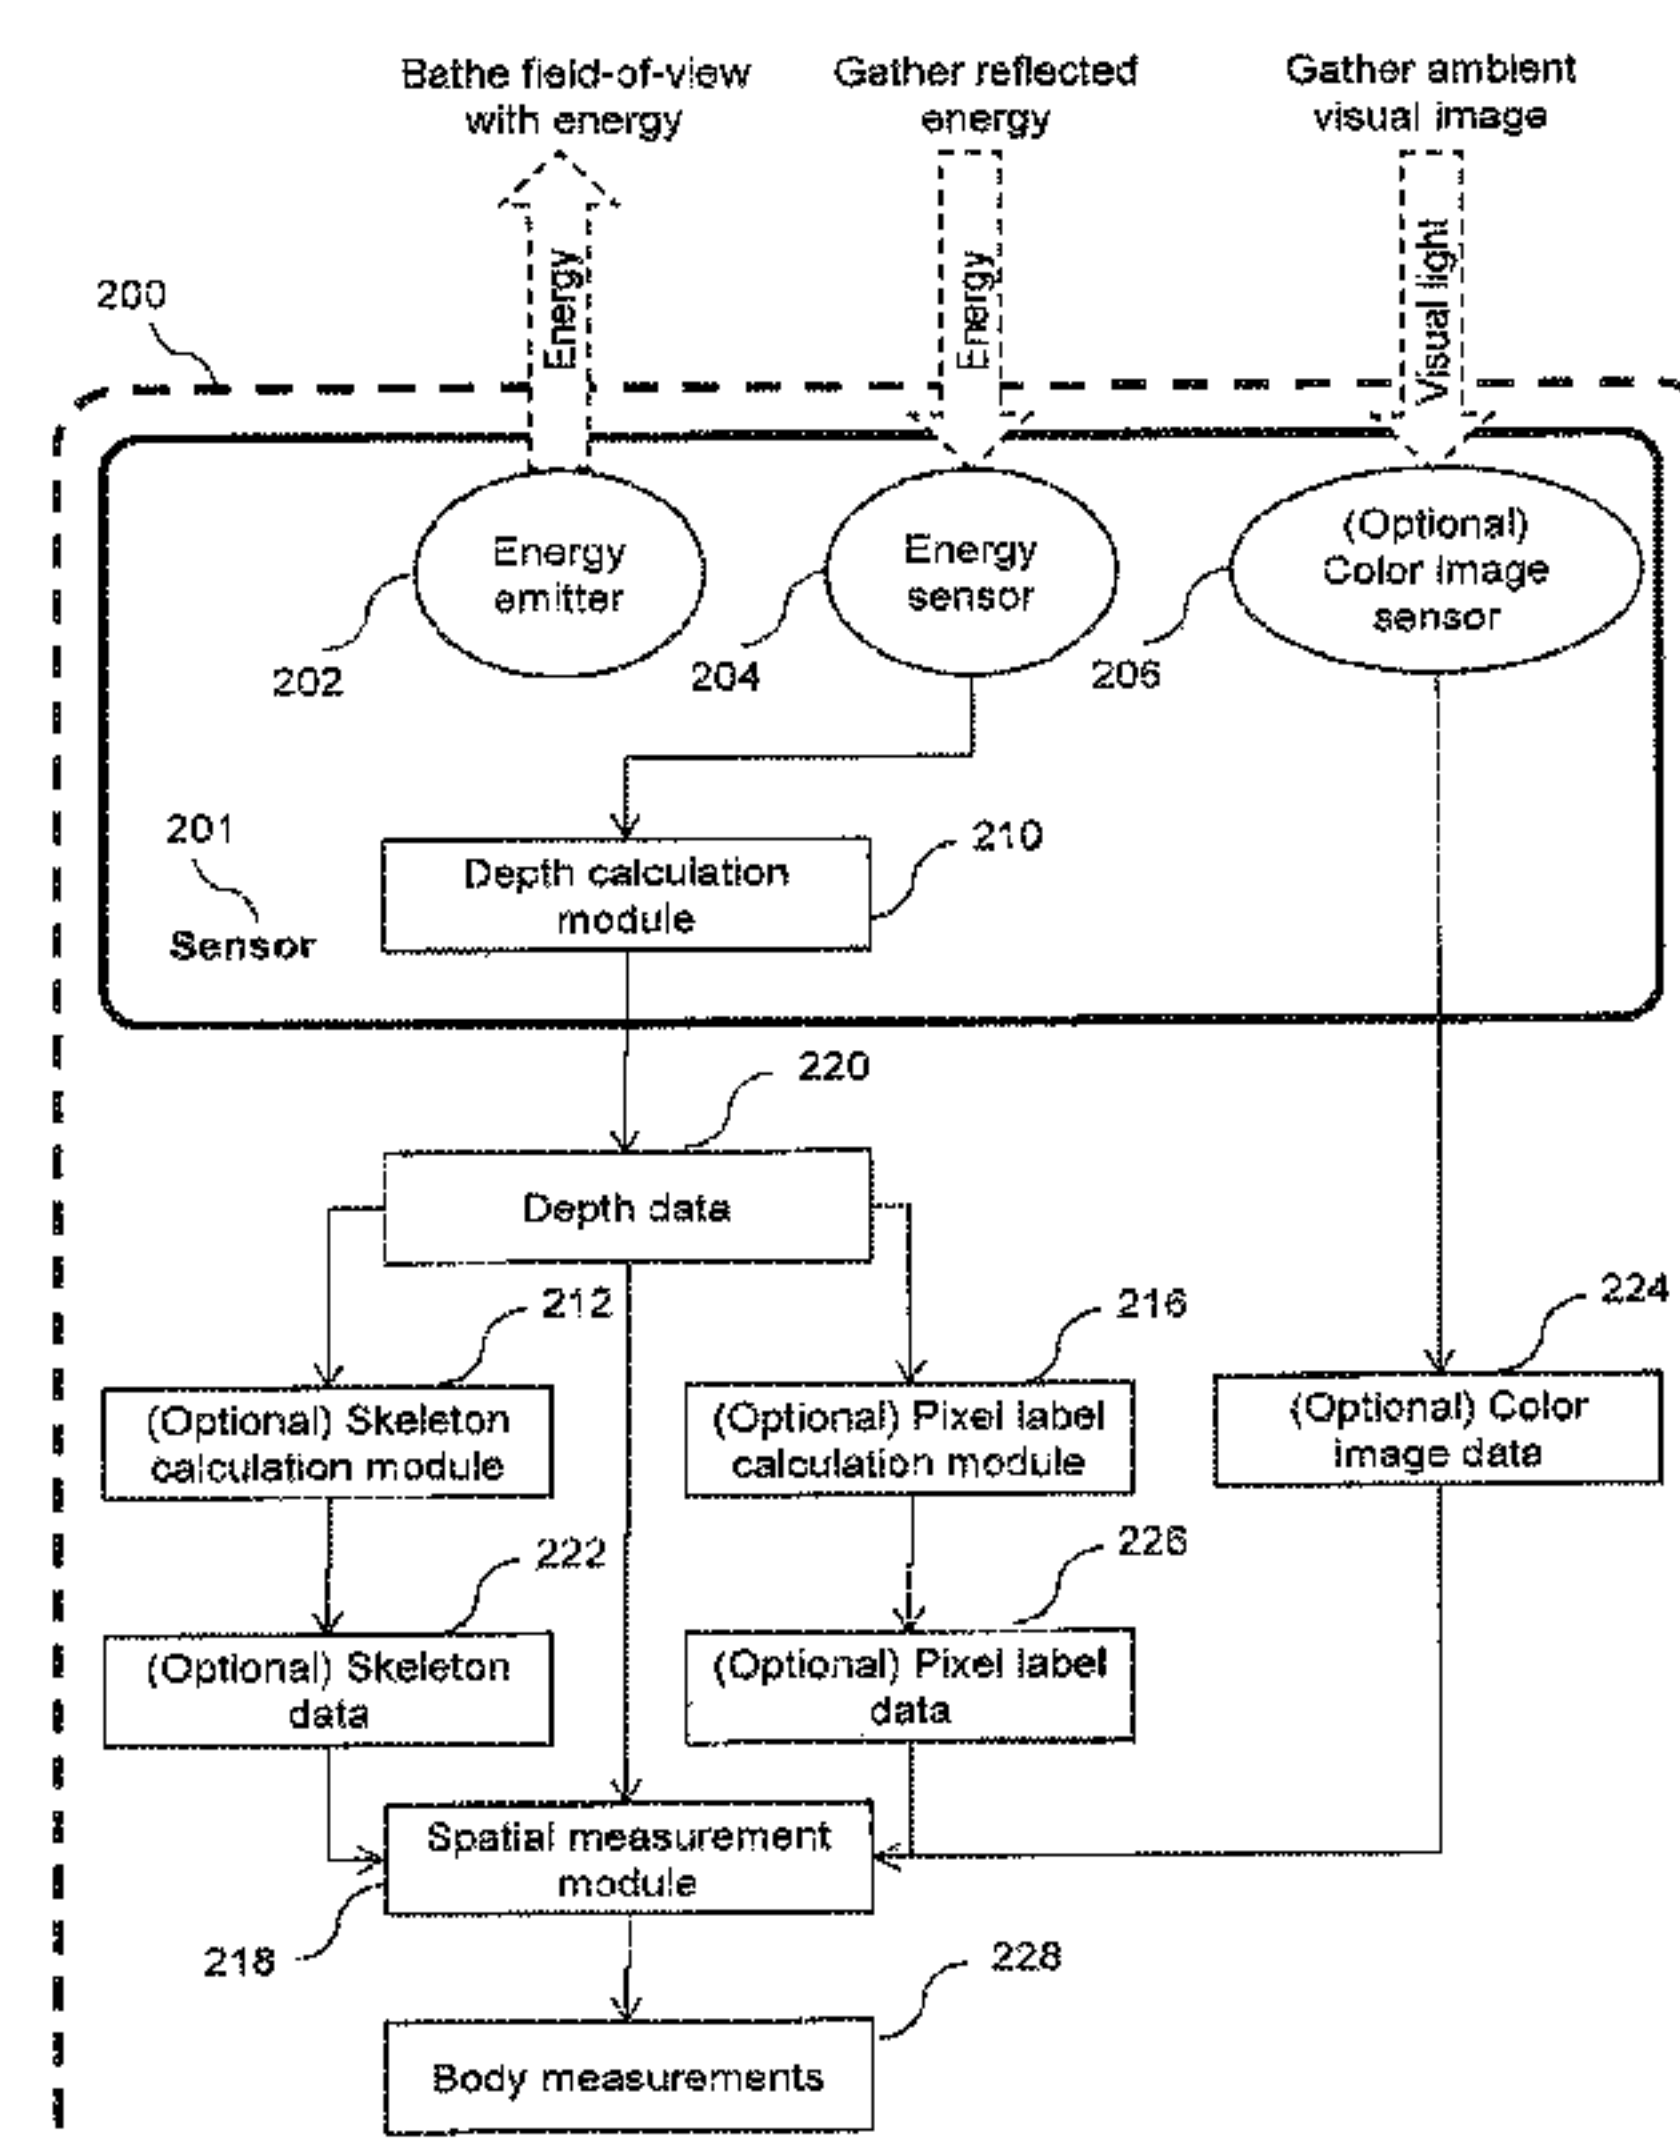 Bathe field-of-view
with energy
Gather reflected
energy
Gather ambient
visual image
Energy
Energy
Visual light
200
Energy
emitter
Energy
sensor
(Optional)
Color image
sensor
202
204
206
201
Sensor
Depth calculation
module
210
220
Depth data
212
216
224
(Optional) Skeleton
calculation module
(Optional) Pixel label
calculation module
(Optional) Color
image data
222
226
(Optional) Skeleton
data
(Optional) Pixel label
data
Spatial measurement
module
218
228
Body measurements